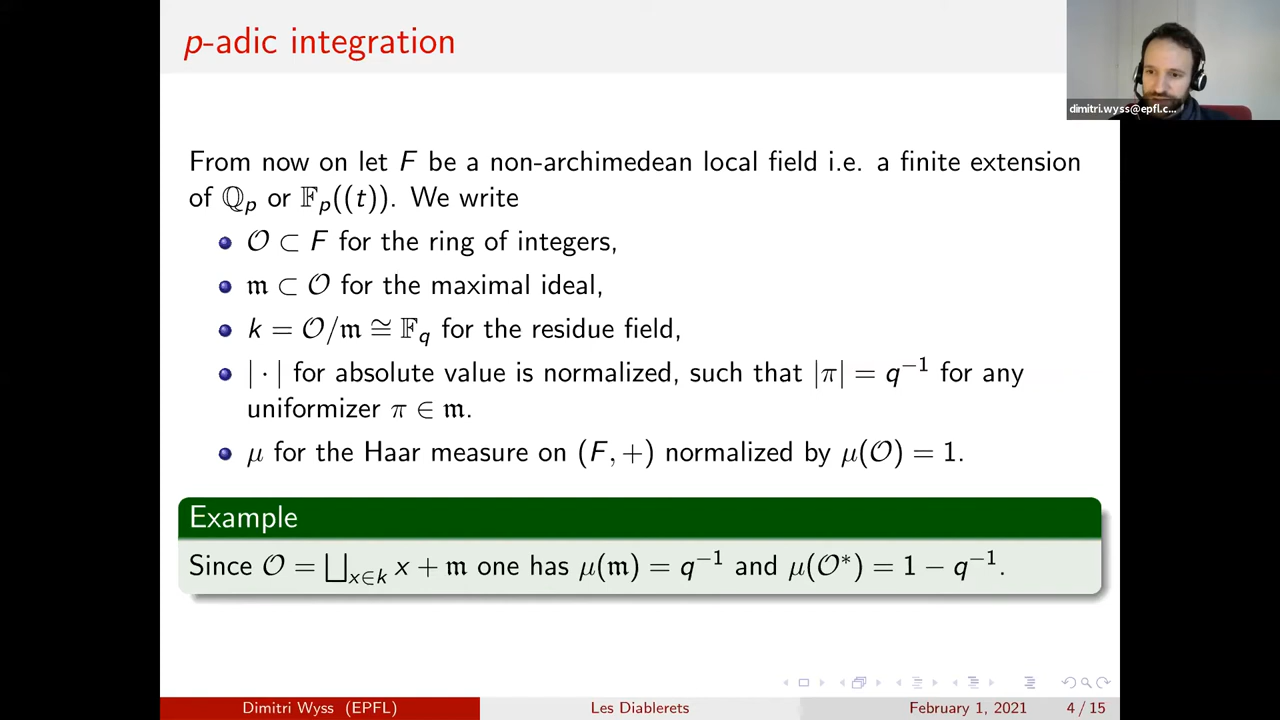 p-adic integration
dimitri.wyss@epfl.c...
From now on let F be a non-archimedean local field i.e. a finite extension
of ℚ_p or 𝔽_p((t)). We write
𝒪 ⊂ F for the ring of integers,
𝔪 ⊂ 𝒪 for the maximal ideal,
k = 𝒪/𝔪 ≅ 𝔽_q for the residue field,
| · | for absolute value is normalized, such that |π| = q⁻¹ for any
uniformizer π ∈ 𝔪.
μ for the Haar measure on (F, +) normalized by μ(𝒪) = 1.
Example
Since 𝒪 = ⨆_{x∈k} x + 𝔪 one has μ(𝔪) = q⁻¹ and μ(𝒪*) = 1 − q⁻¹.
Dimitri Wyss (EPFL)
Les Diablerets
February 1, 2021
4 / 15